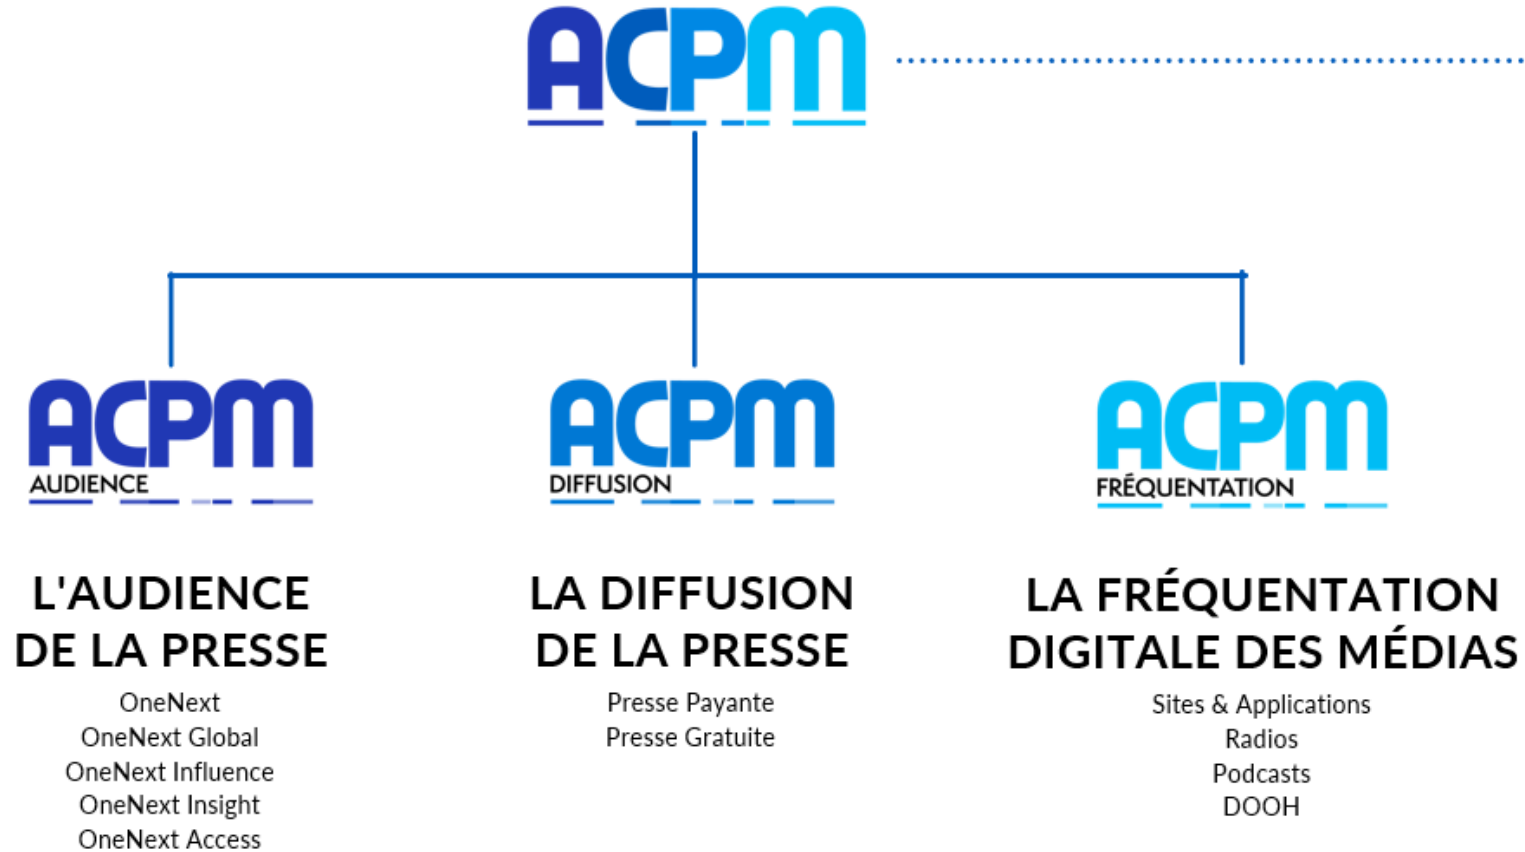 ACPM
ACPM
AUDIENCE
L'AUDIENCE
DE LA PRESSE
OneNext
OneNext Global
OneNext Influence
OneNext Insight
OneNext Access
ACPM
DIFFUSION
LA DIFFUSION
DE LA PRESSE
Presse Payante
Presse Gratuite
ACPM
FRÉQUENTATION
LA FRÉQUENTATION
DIGITALE DES MÉDIAS
Sites & Applications
Radios
Podcasts
DOOH